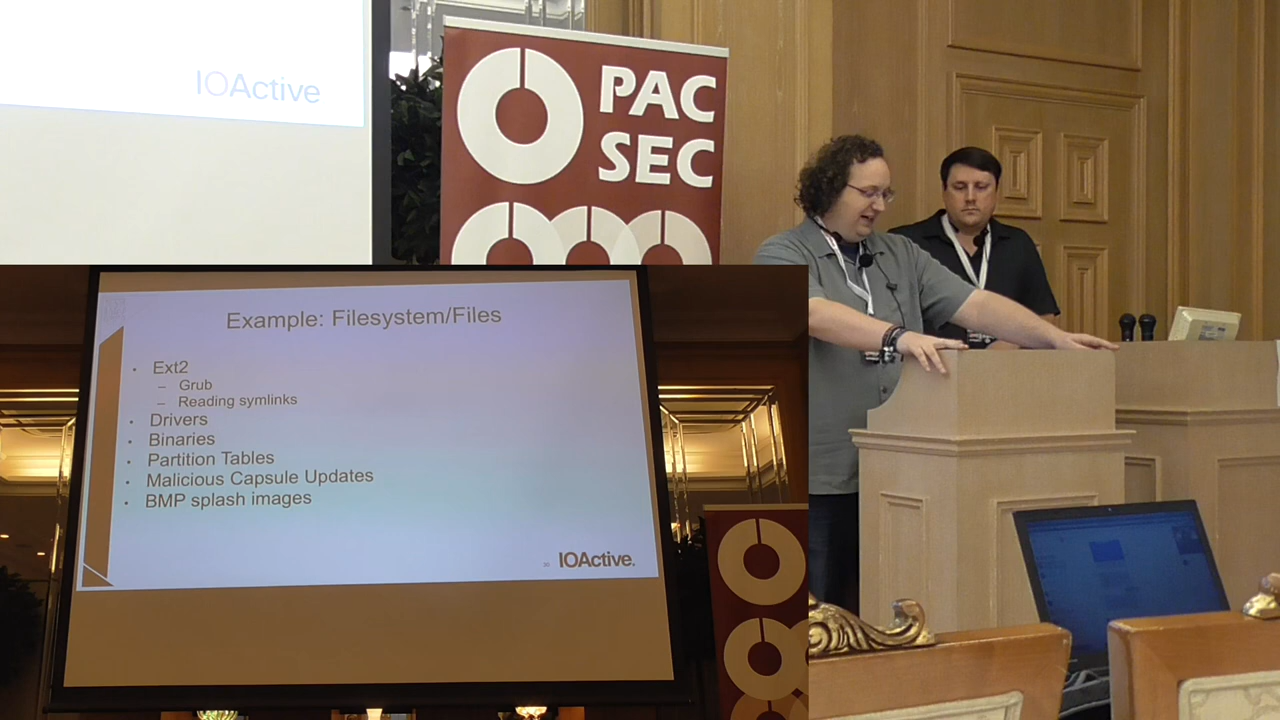 IOActive
PAC
SEC
Example: Filesystem/Files
• Ext2
– Grub
– Reading symlinks
• Drivers
• Binaries
• Partition Tables
• Malicious Capsule Updates
• BMP splash images
IOActive.